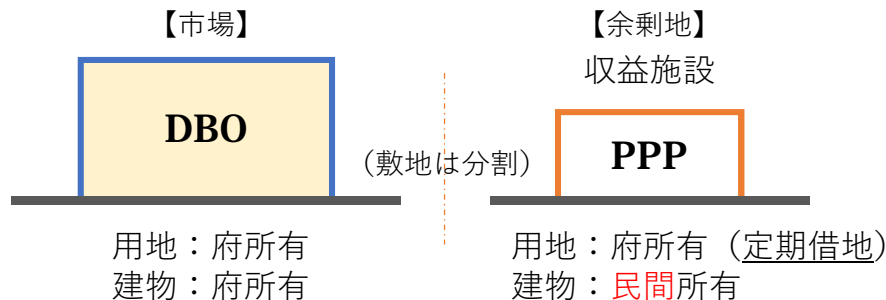 【市場】
DBO
用地：府所有
建物：府所有
（敷地は分割）
【余剰地】
収益施設
PPP
用地：府所有（定期借地）
建物：民間所有